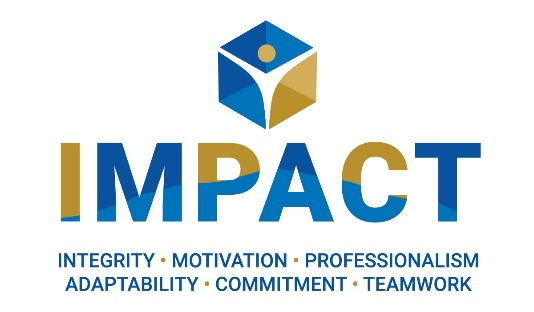 IMPACT
INTEGRITY • MOTIVATION • PROFESSIONALISM
ADAPTABILITY • COMMITMENT • TEAMWORK